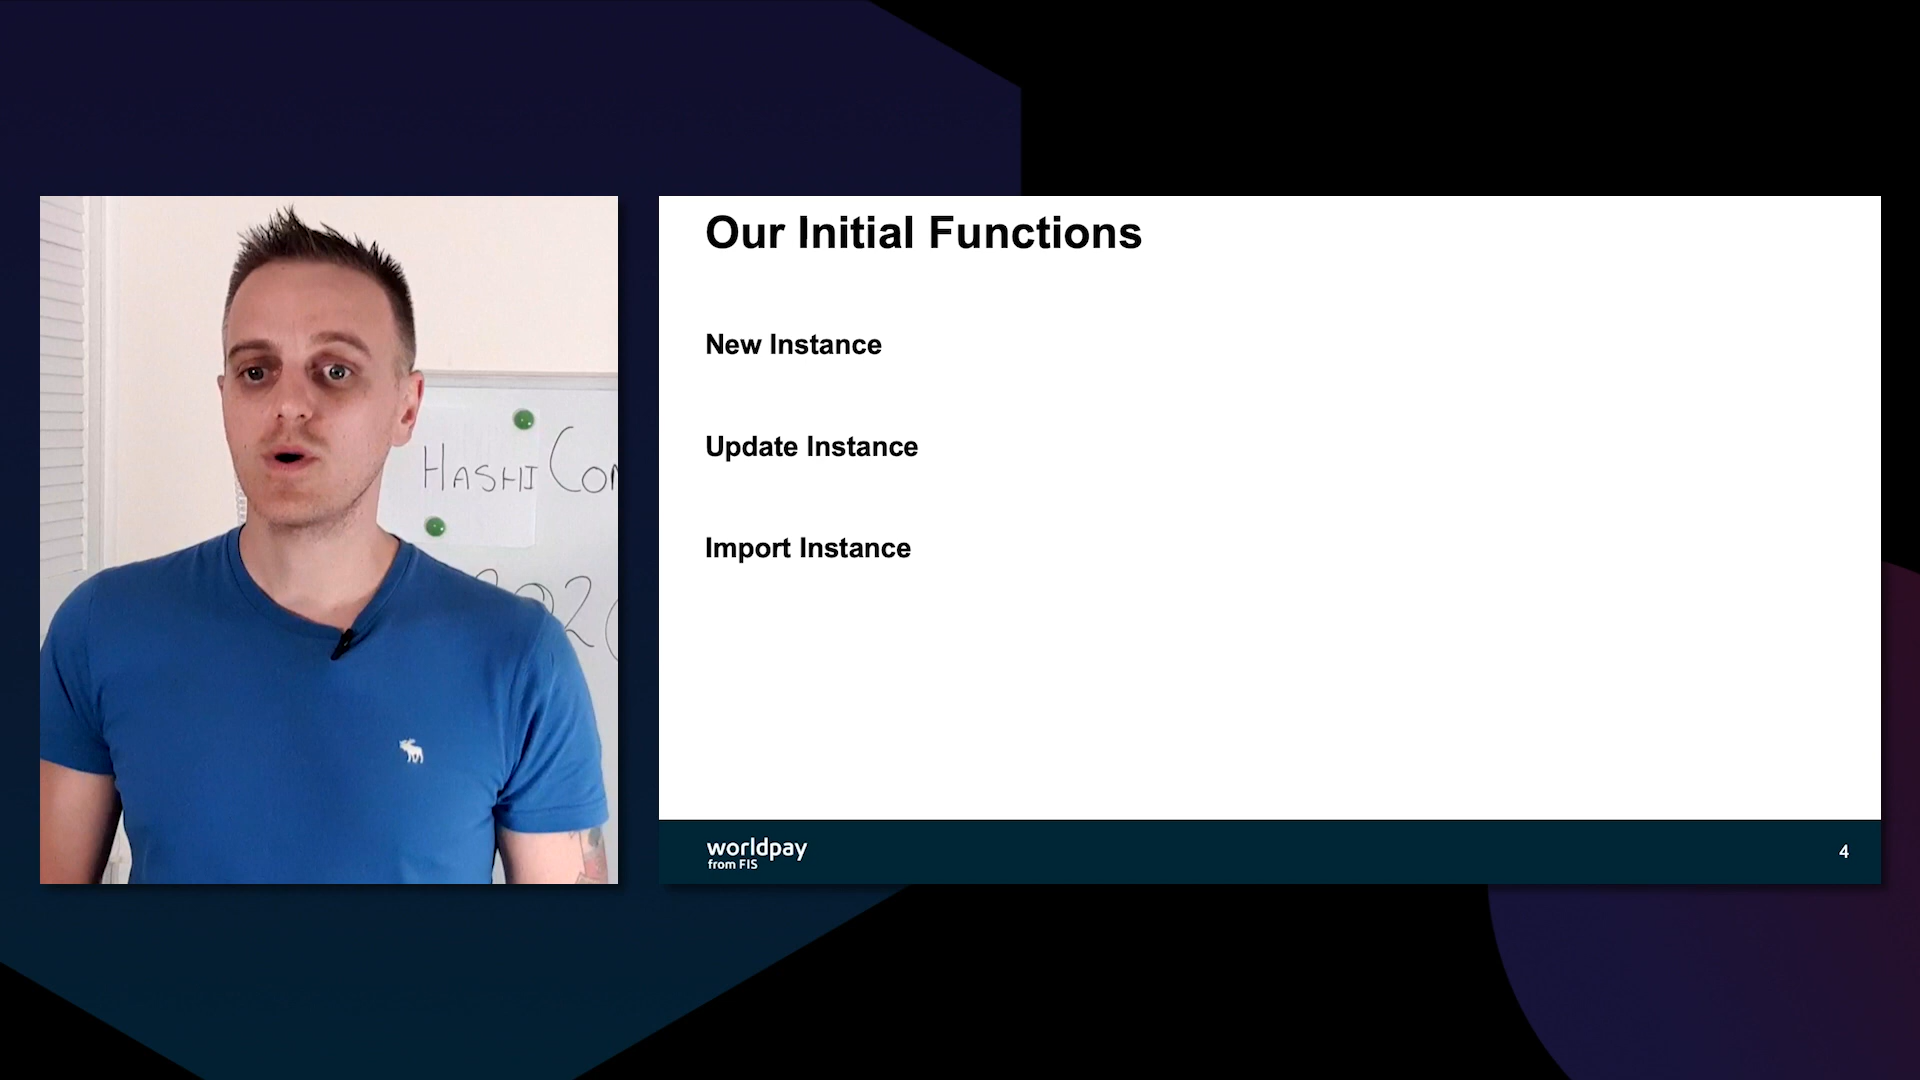 HASHI
Our Initial Functions
New Instance
Update Instance
Import Instance
worldpay
from FIS
4